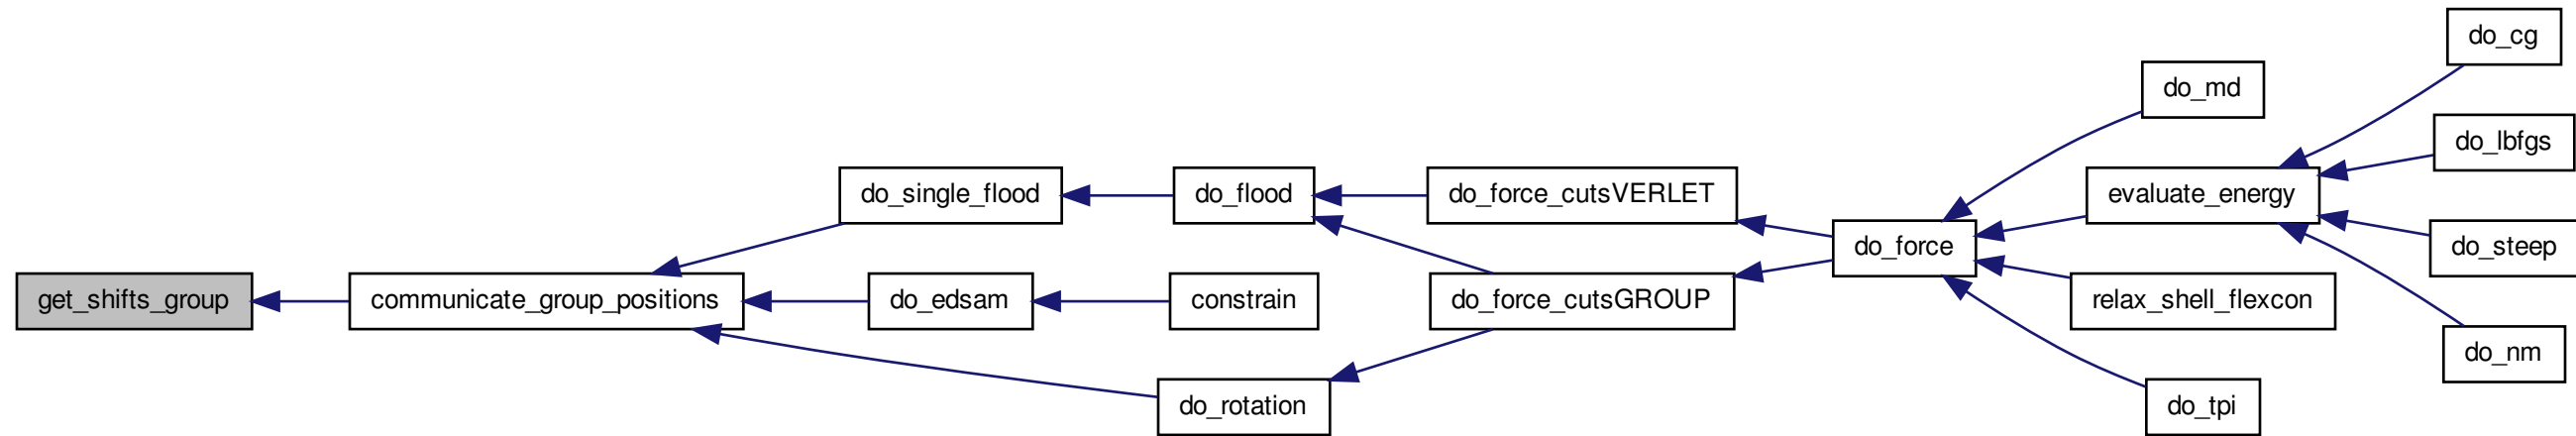 do_cg
do_md
do_lbfgs
do_single_flood
do_flood
do_force_cutsVERLET
evaluate_energy
do_force
do_steep
get_shifts_group
communicate_group_positions
do_edsam
constrain
do_force_cutsGROUP
relax_shell_flexcon
do_nm
do_rotation
do_tpi